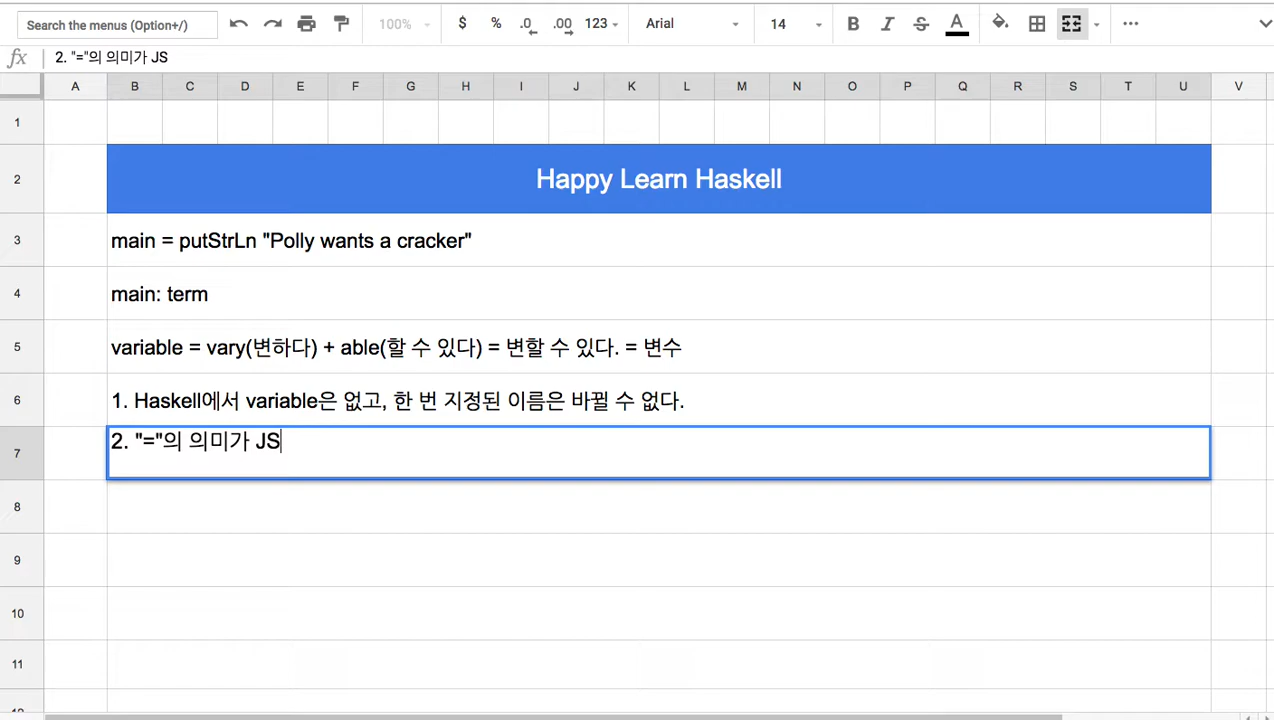 Search the menus (Option+/) 100% $ % .0 .00 123 Arial 14 B I S A
fx 2. "="의 의미가 JS
A B C D E F G H I J K L M N O P Q R S T U V
1
2 Happy Learn Haskell
3 main = putStrLn "Polly wants a cracker"
4 main: term
5 variable = vary(변하다) + able(할 수 있다) = 변할 수 있다. = 변수
6 1. Haskell에서 variable은 없고, 한 번 지정된 이름은 바뀔 수 없다.
7 2. "="의 의미가 JS
8
9
10
11
12